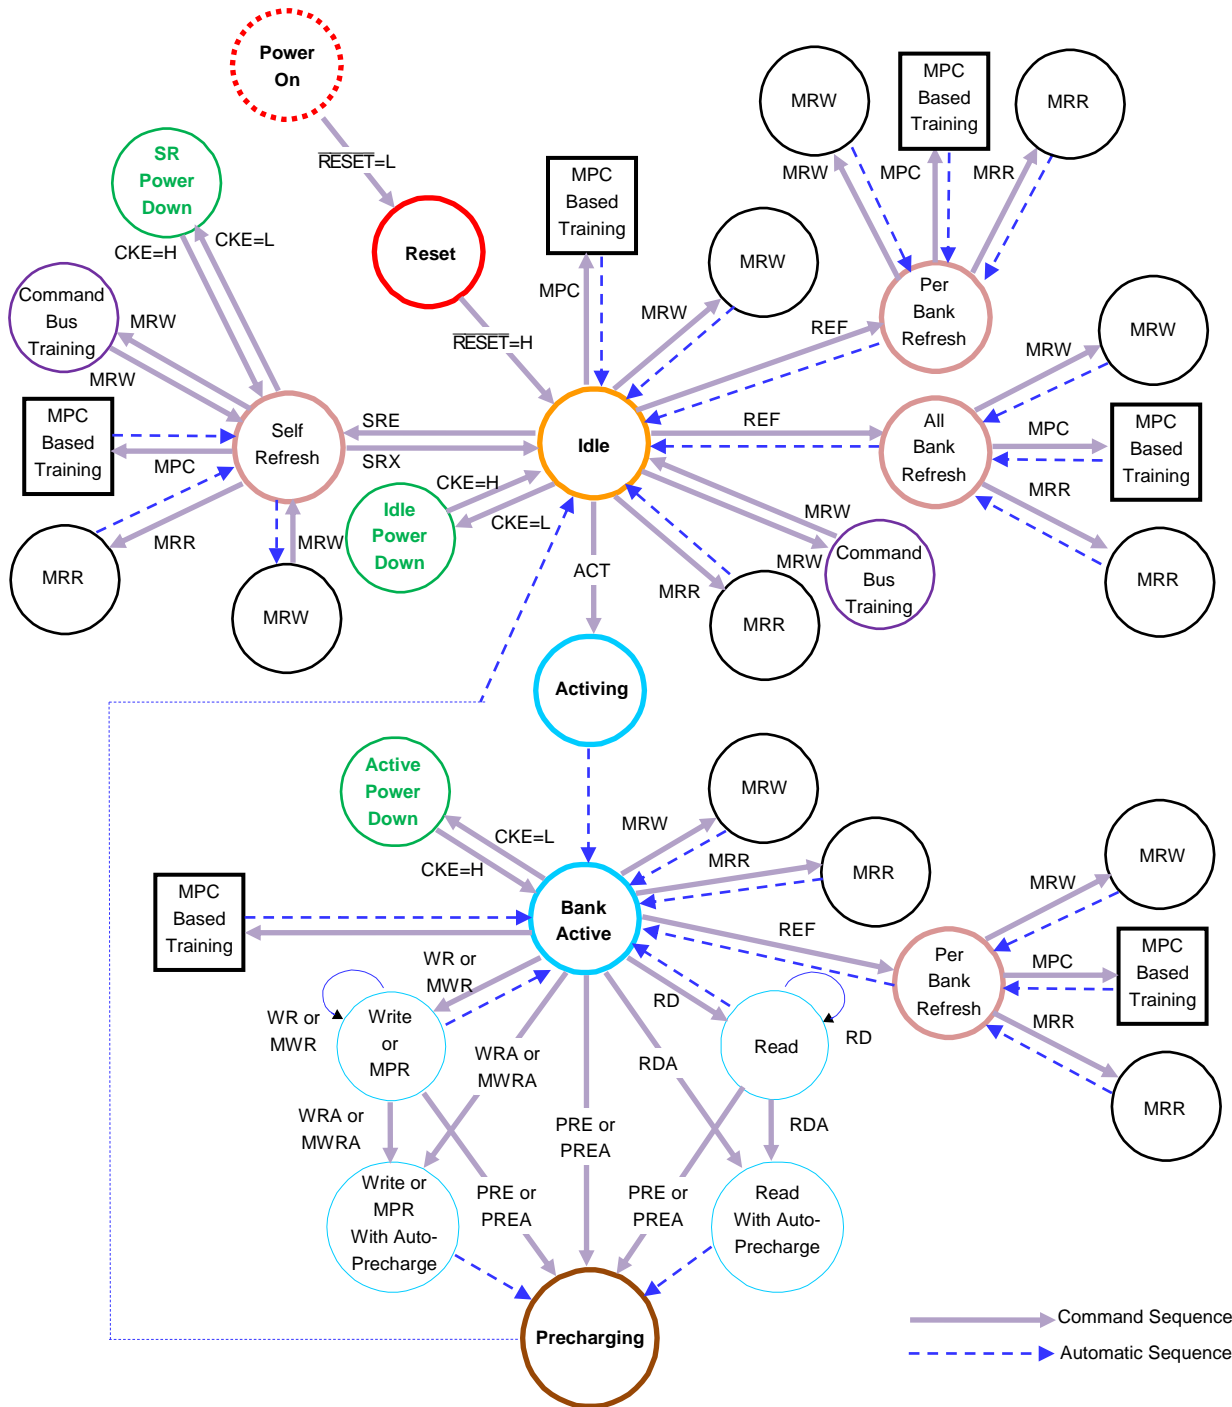 Power
On
RESET=L
SR
Power
Down
CKE=L
CKE=H
Reset
RESET=H
MPC
Based
Training
MPC
MRW
MRW
MRW
MPC
Based
Training
MRR
MRW
MPC
MRR
Per
Bank
Refresh
REF
Command
Bus
Training
MRW
MRW
MPC
Based
Training
MPC
Self
Refresh
SRE
SRX
Idle
REF
All
Bank
Refresh
MRW
MRW
MPC
MPC
Based
Training
MRR
MRR
MRR
MRR
MRW
MRW
CKE=H
CKE=L
Idle
Power
Down
ACT
MRR
MRR
MRW
MRW
Command
Bus
Training
Activing
Active
Power
Down
CKE=L
CKE=H
MRW
MRW
MRR
MRR
MPC
Based
Training
Bank
Active
REF
Per
Bank
Refresh
MRW
MRW
MPC
MPC
Based
Training
MRR
MRR
WR or
MWR
WR or
MWR
Write
or
MPR
WRA or
MWRA
RD
RDA
Read
RD
WRA or
MWRA
PRE or
PREA
RDA
Write or
MPR
With Auto-
Precharge
PRE or
PREA
PRE or
PREA
Read
With Auto-
Precharge
Precharging
Command Sequence
Automatic Sequence